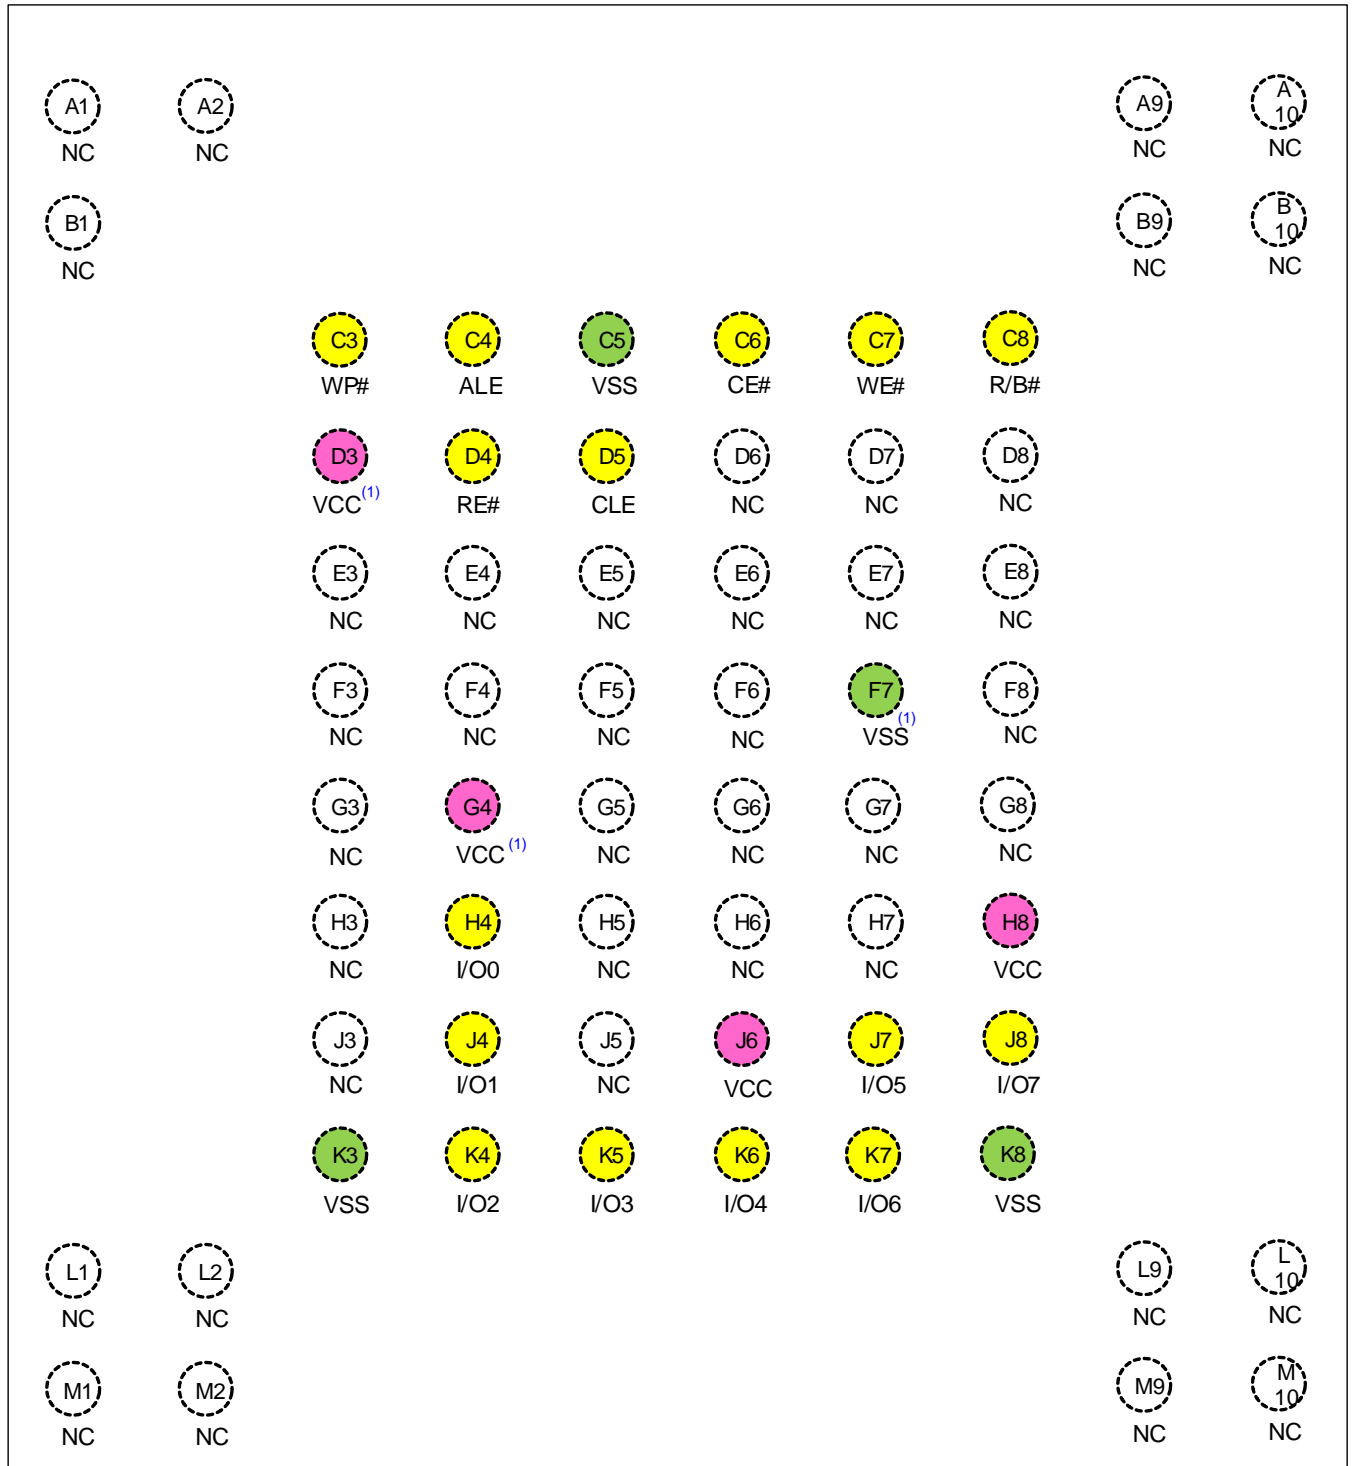 A1 A2 A9 A 10
NC NC NC NC
B1 B9 B 10
NC NC NC
C3 C4 C5 C6 C7 C8
WP# ALE VSS CE# WE# R/B#
D3 D4 D5 D6 D7 D8
VCC(1) RE# CLE NC NC NC
E3 E4 E5 E6 E7 E8
NC NC NC NC NC NC
F3 F4 F5 F6 F7 F8
NC NC NC NC VSS(1) NC
G3 G4 G5 G6 G7 G8
NC VCC(1) NC NC NC NC
H3 H4 H5 H6 H7 H8
NC I/O0 NC NC NC VCC
J3 J4 J5 J6 J7 J8
NC I/O1 NC VCC I/O5 I/O7
K3 K4 K5 K6 K7 K8
VSS I/O2 I/O3 I/O4 I/O6 VSS
L1 L2 L9 L 10
NC NC NC NC
M1 M2 M9 M 10
NC NC NC NC